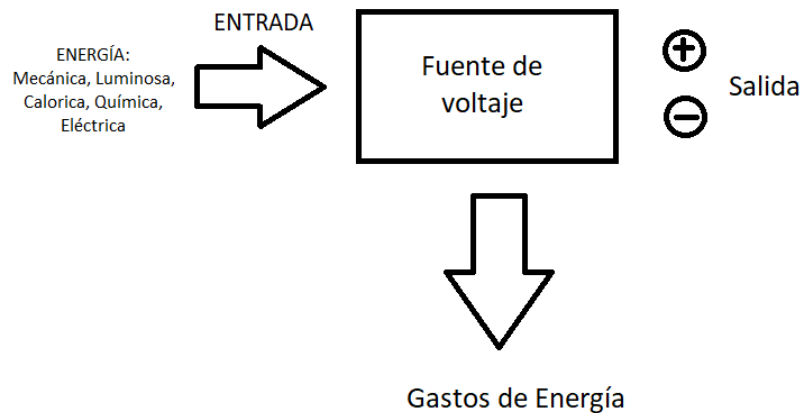 ENTRADA
ENERGÍA:
Mecánica, Luminosa,
Calorica, Química,
Eléctrica
Fuente de
voltaje
+
Salida
−
Gastos de Energía